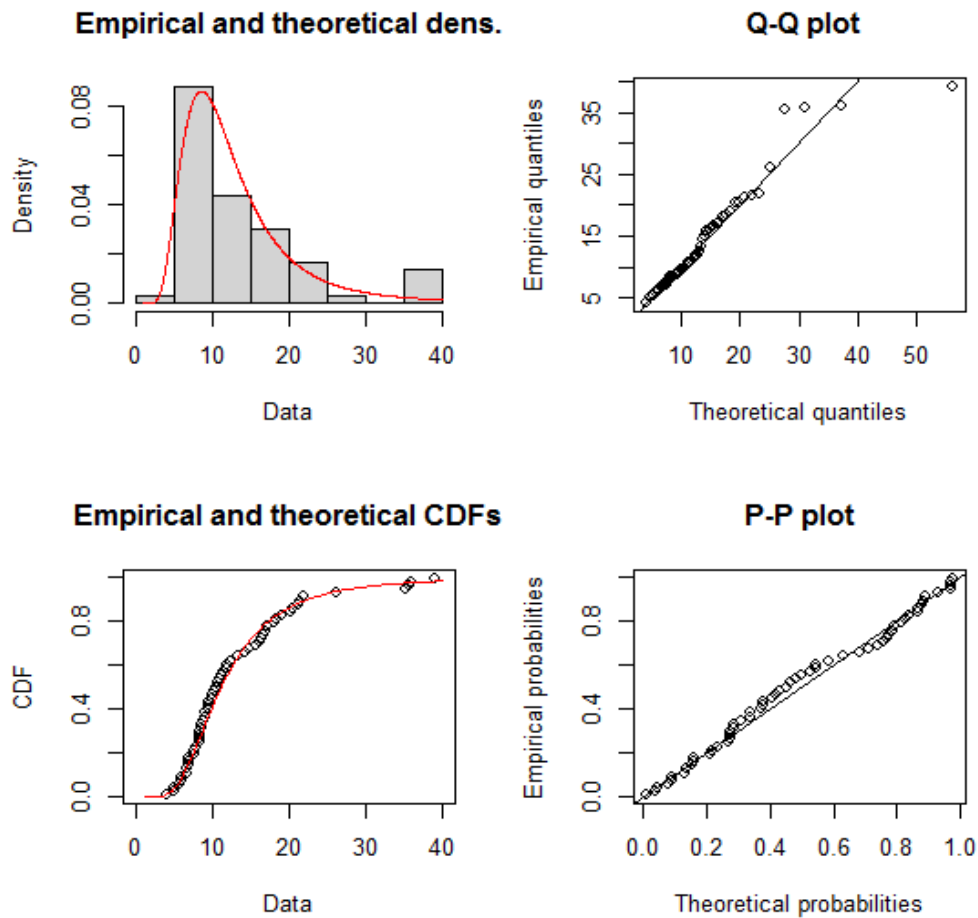 Empirical and theoretical dens.
Density
0.00 0.04 0.08
0 10 20 30 40
Data
Q-Q plot
Empirical quantiles
5 15 25 35
10 20 30 40 50
Theoretical quantiles
Empirical and theoretical CDFs
CDF
0.0 0.4 0.8
0 10 20 30 40
Data
P-P plot
Empirical probabilities
0.0 0.4 0.8
0.0 0.2 0.4 0.6 0.8 1.0
Theoretical probabilities